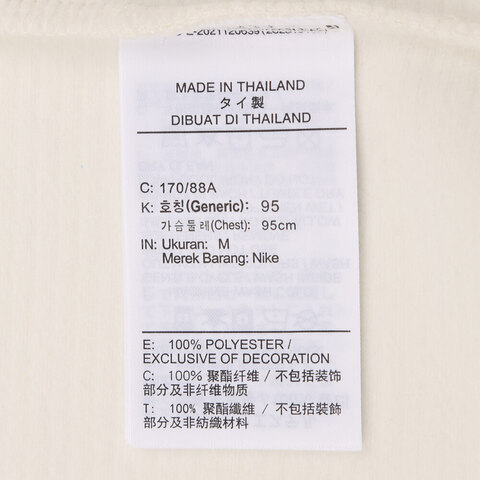 MADE IN THAILAND
タイ製
DIBUAT DI THAILAND
C: 170/88A
K: 호칭(Generic): 95
가슴둘레(Chest): 95cm
IN: Ukuran: M
Merek Barang: Nike
E: 100% POLYESTER/
EXCLUSIVE OF DECORATION
C: 100% 聚酯纤维 / 不包括装饰
部分及非纤维物质
T: 100% 聚酯纖維 / 不包括裝飾
部分及非紡織材料